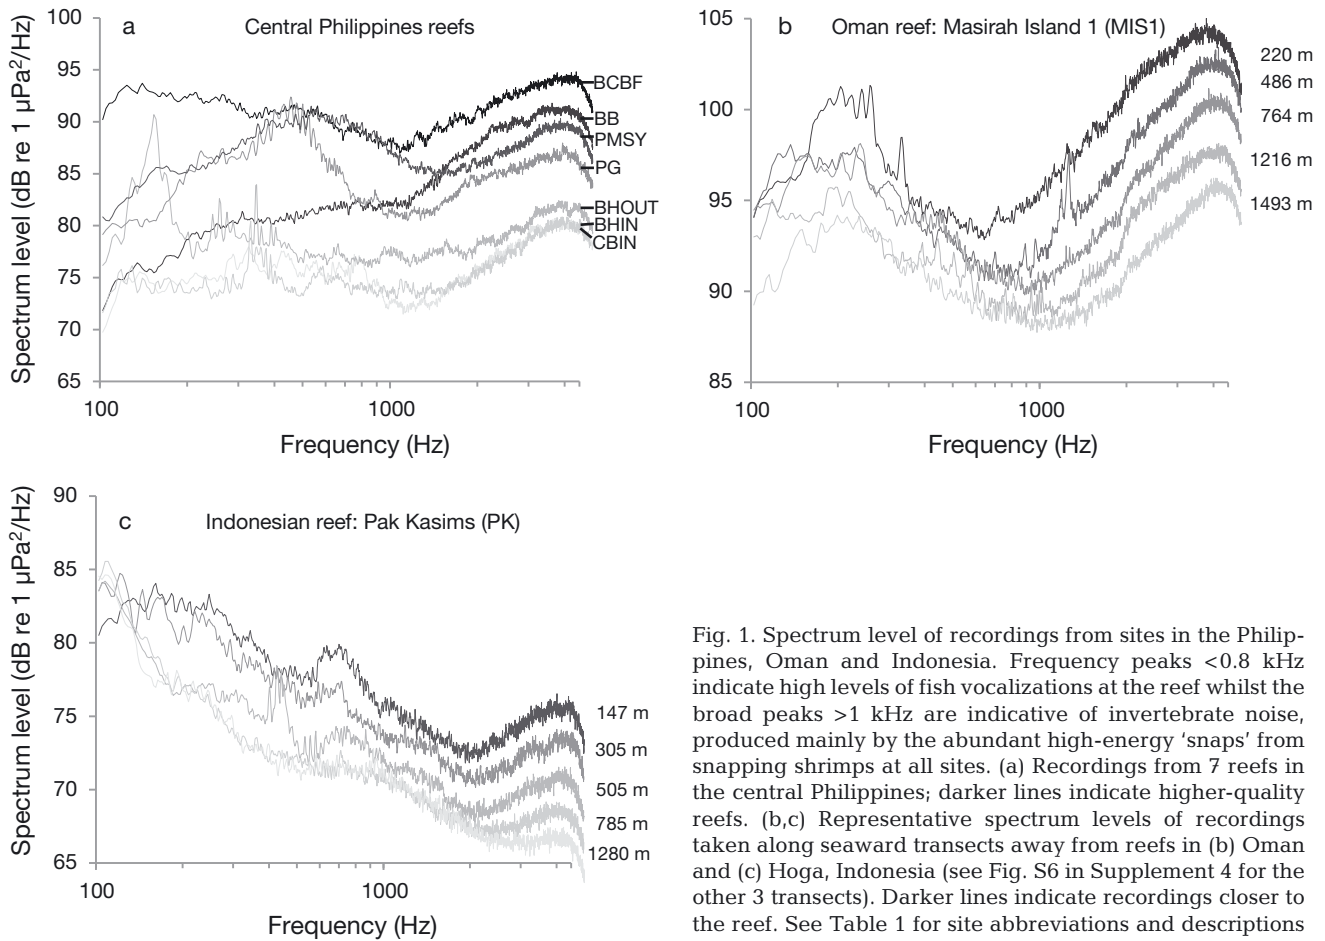 a Central Philippines reefs
Spectrum level (dB re 1 µPa²/Hz)
100
95
90
85
80
75
70
65
BCBF
BB
PMSY
PG
BHOUT
BHIN
CBIN
100 1000
Frequency (Hz)
b Oman reef: Masirah Island 1 (MIS1)
105
100
95
90
85
220 m
486 m
764 m
1216 m
1493 m
100 1000
Frequency (Hz)
c Indonesian reef: Pak Kasims (PK)
Spectrum level (dB re 1 µPa²/Hz)
90
85
80
75
70
65
147 m
305 m
505 m
785 m
1280 m
100 1000
Frequency (Hz)
Fig. 1. Spectrum level of recordings from sites in the Philip-
pines, Oman and Indonesia. Frequency peaks <0.8 kHz
indicate high levels of fish vocalizations at the reef whilst the
broad peaks >1 kHz are indicative of invertebrate noise,
produced mainly by the abundant high-energy ‘snaps’ from
snapping shrimps at all sites. (a) Recordings from 7 reefs in
the central Philippines; darker lines indicate higher-quality
reefs. (b,c) Representative spectrum levels of recordings
taken along seaward transects away from reefs in (b) Oman
and (c) Hoga, Indonesia (see Fig. S6 in Supplement 4 for the
other 3 transects). Darker lines indicate recordings closer to
the reef. See Table 1 for site abbreviations and descriptions